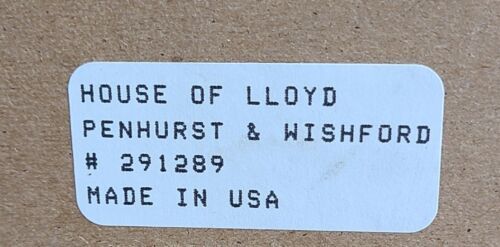 HOUSE OF LLOYD
PENHURST & WISHFORD
# 291289
MADE IN USA